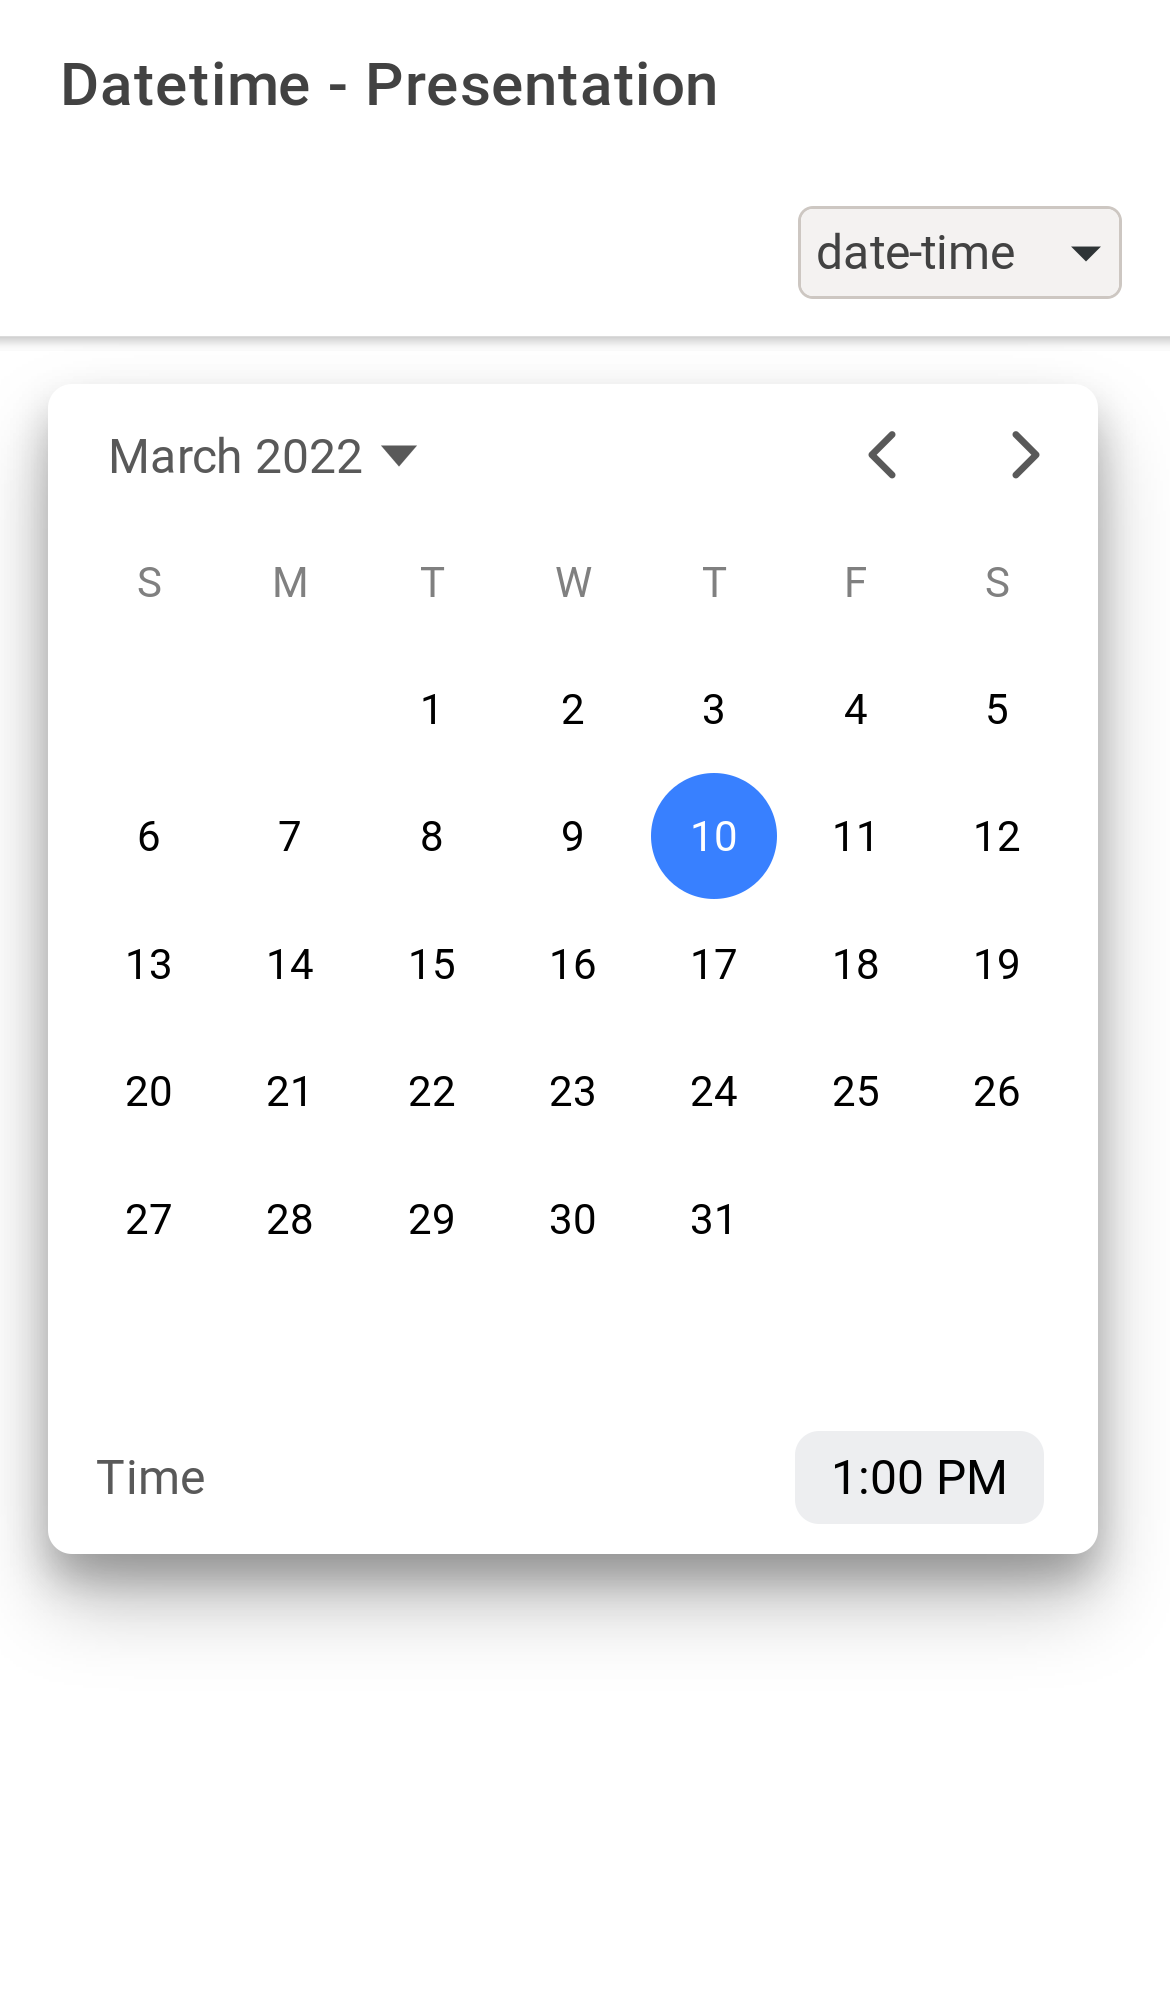 Datetime - Presentation
date-time
March 2022
S M T W T F S
1 2 3 4 5
6 7 8 9 10 11 12
13 14 15 16 17 18 19
20 21 22 23 24 25 26
27 28 29 30 31
Time 1:00 PM